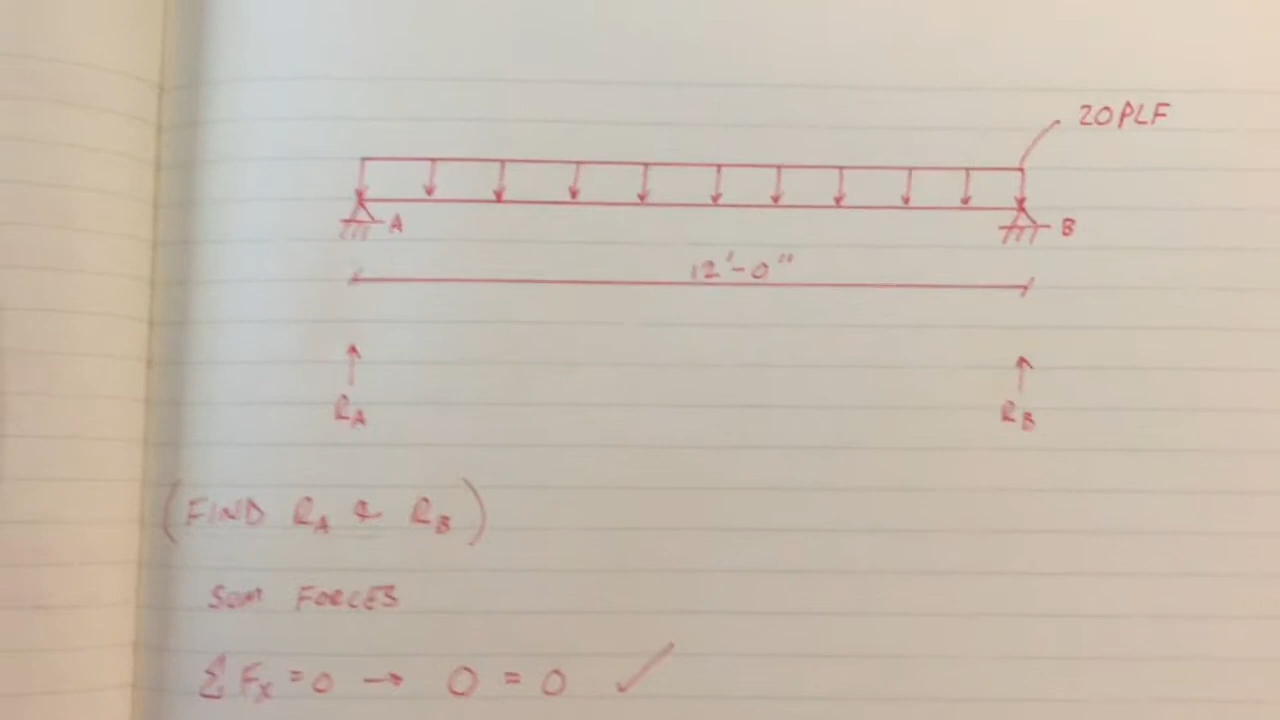 20PLF
A
B
12'-0"
RA
RB
(FIND RA & RB)
SUM FORCES
ΣFx=0 → 0 = 0 ✓